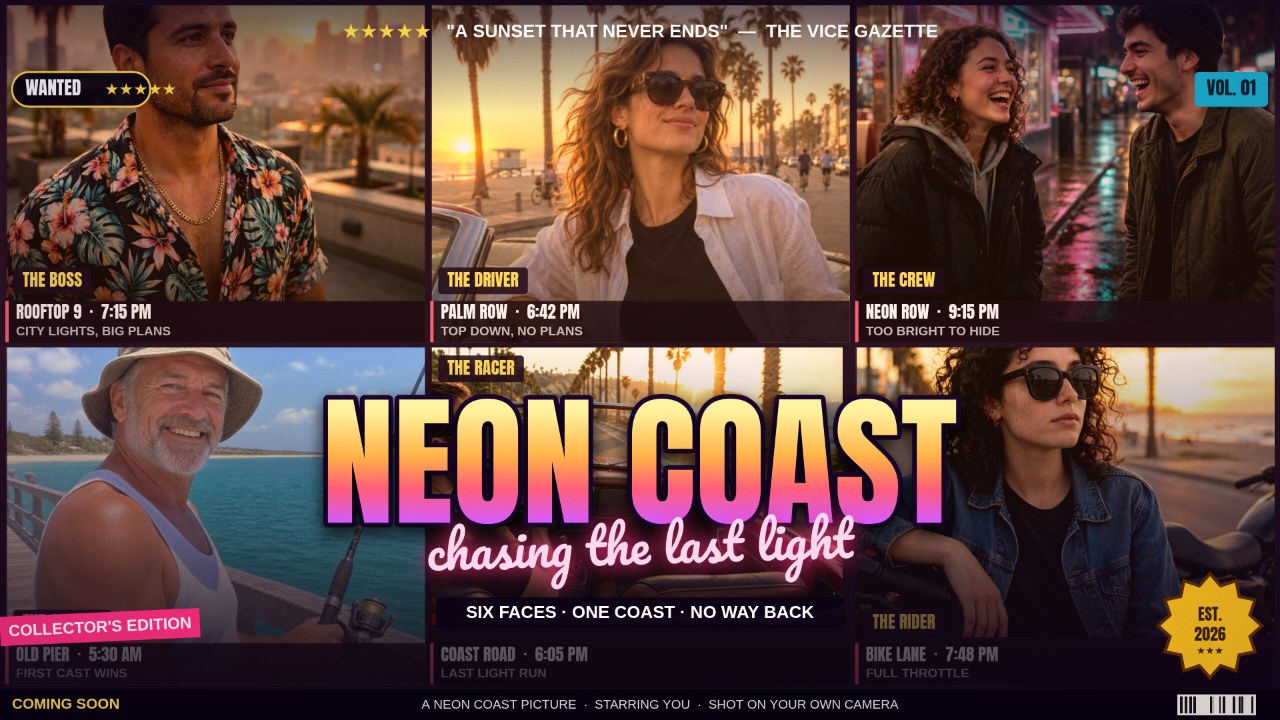 ★★★★★ "A SUNSET THAT NEVER ENDS" — THE VICE GAZETTE
WANTED ★★★★★
VOL. 01
THE BOSS
ROOFTOP 9 · 7:15 PM
CITY LIGHTS, BIG PLANS
THE DRIVER
PALM ROW · 6:42 PM
TOP DOWN, NO PLANS
THE CREW
NEON ROW · 9:15 PM
TOO BRIGHT TO HIDE
THE RACER
NEON COAST
chasing the last light
SIX FACES · ONE COAST · NO WAY BACK
COLLECTOR'S EDITION
OLD PIER · 5:30 AM
FIRST CAST WINS
COAST ROAD · 6:05 PM
LAST LIGHT RUN
THE RIDER
BIKE LANE · 7:48 PM
FULL THROTTLE
EST.
2026
★★★
COMING SOON
A NEON COAST PICTURE · STARRING YOU · SHOT ON YOUR OWN CAMERA